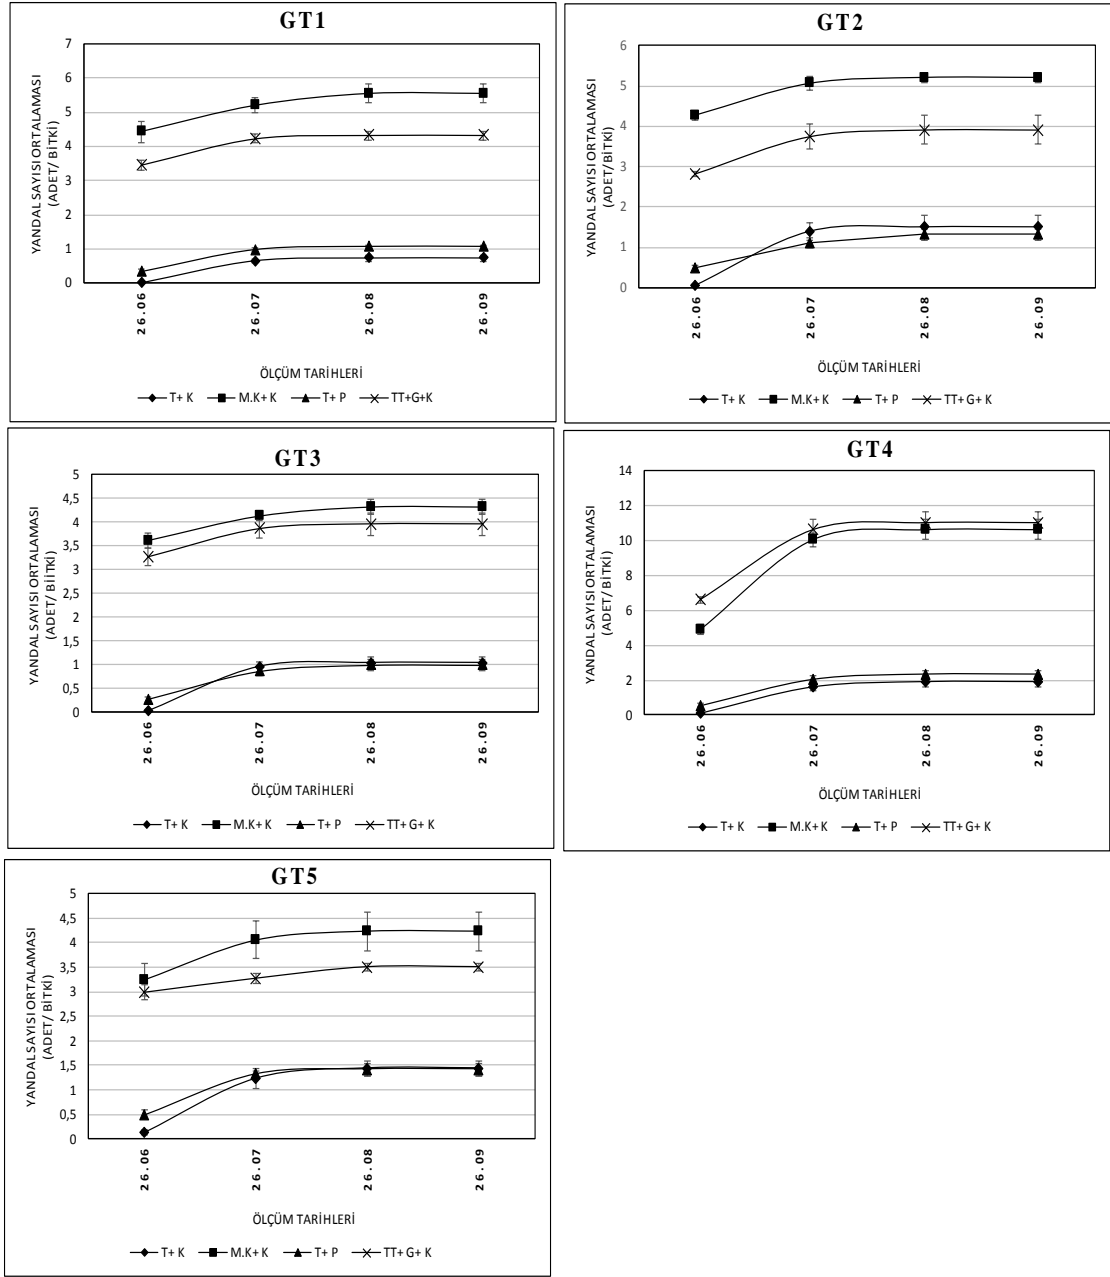 GT1
YANDAL SAYISI ORTALAMASI
(ADET/ BİTKİ)
7
6
5
4
3
2
1
0
26.06
26.07
26.08
26.09
ÖLÇÜM TARİHLERİ
T+ K
M.K+ K
T+ P
TT+G+K
GT2
YANDAL SAYISI ORTALAMASI
(ADET/ BİTKİ)
6
5
4
3
2
1
0
26.06
26.07
26.08
26.09
ÖLÇÜM TARİHLERİ
T+ K
M.K+ K
T+ P
TT+G+ K
GT3
YANDAL SAYISI ORTALAMASI
(ADET/ BİİTKİ)
5
4,5
4
3,5
3
2,5
2
1,5
1
0,5
0
26.06
26.07
26.08
26.09
ÖLÇÜM TARİHLERİ
T+ K
M.K+ K
T+ P
TT+ G+ K
GT4
YANDAL SAYISI ORTALAMASI
(ADET/ BİTKİ)
14
12
10
8
6
4
2
0
26.06
26.07
26.08
26.09
ÖLÇÜM TARİHLERİ
T+ K
M.K+ K
T+ P
TT+ G+ K
GT5
YANDAL SAYISI ORTALAMASI
(ADET/ BİTKİ)
5
4,5
4
3,5
3
2,5
2
1,5
1
0,5
0
26.06
26.07
26.08
26.09
ÖLÇÜM TARİHLERİ
T+ K
M.K+ K
T+ P
TT+ G+ K